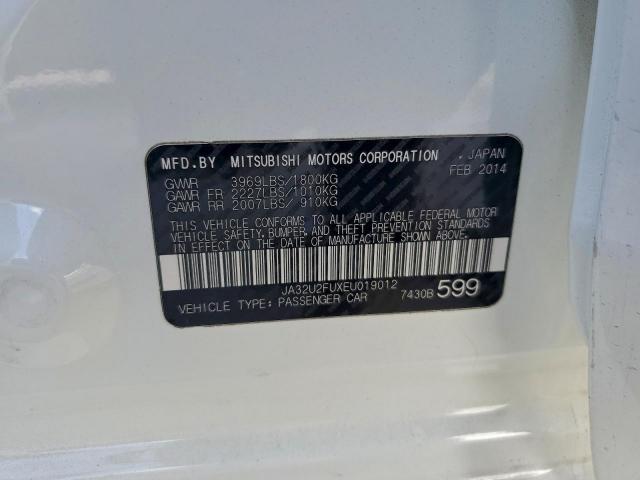 MFD.BY MITSUBISHI MOTORS CORPORATION . JAPAN
GVWR 3969LBS/1800KG FEB 2014
GAWR FR 2227LBS/1010KG
GAWR RR 2007LBS/ 910KG
THIS VEHICLE CONFORMS TO ALL APPLICABLE FEDERAL MOTOR
VEHICLE SAFETY, BUMPER, AND THEFT PREVENTION STANDARDS
IN EFFECT ON THE DATE OF MANUFACTURE SHOWN ABOVE.
JA32U2FUXEU019012
VEHICLE TYPE: PASSENGER CAR 7430B 599